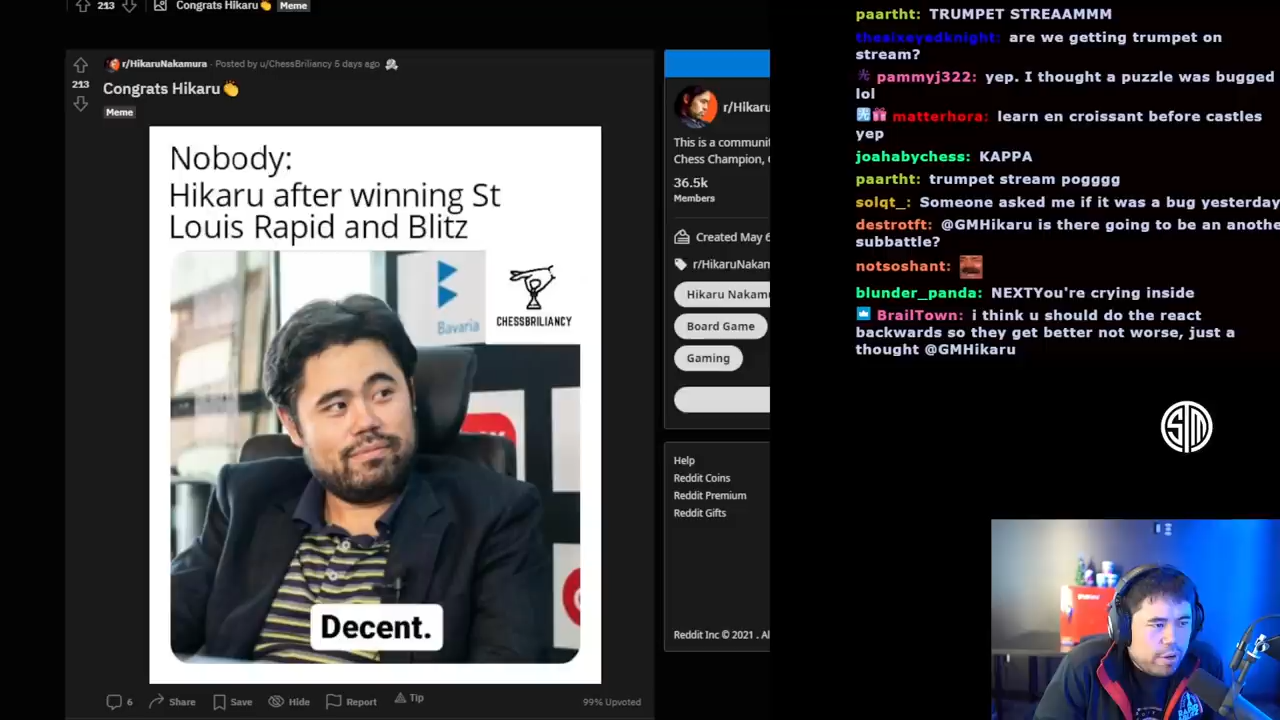 213 Congrats Hikaru👏 Meme
r/HikaruNakamura · Posted by u/ChessBriliancy 5 days ago
213
Congrats Hikaru👏
Meme
Nobody:
Hikaru after winning St
Louis Rapid and Blitz
Bavaria
CHESSBRILIANCY
Decent.
6 Share Save Hide Report Tip 99% Upvoted
r/Hikaru
This is a communit
Chess Champion,
36.5k
Members
Created May 6
r/HikaruNakam
Hikaru Nakam
Board Game
Gaming
Help
Reddit Coins
Reddit Premium
Reddit Gifts
Reddit Inc © 2021 . Al
paartht: TRUMPET STREAAMMM
thesixeyedknight: are we getting trumpet on
stream?
pammyj322: yep. I thought a puzzle was bugged
lol
matterhora: learn en croissant before castles
yep
joahabychess: KAPPA
paartht: trumpet stream pogggg
solqt_: Someone asked me if it was a bug yesterday
destrotft: @GMHikaru is there going to be an anothe
subbattle?
notsoshant:
blunder_panda: NEXTYou're crying inside
BrailTown: i think u should do the react
backwards so they get better not worse, just a
thought @GMHikaru
TSM